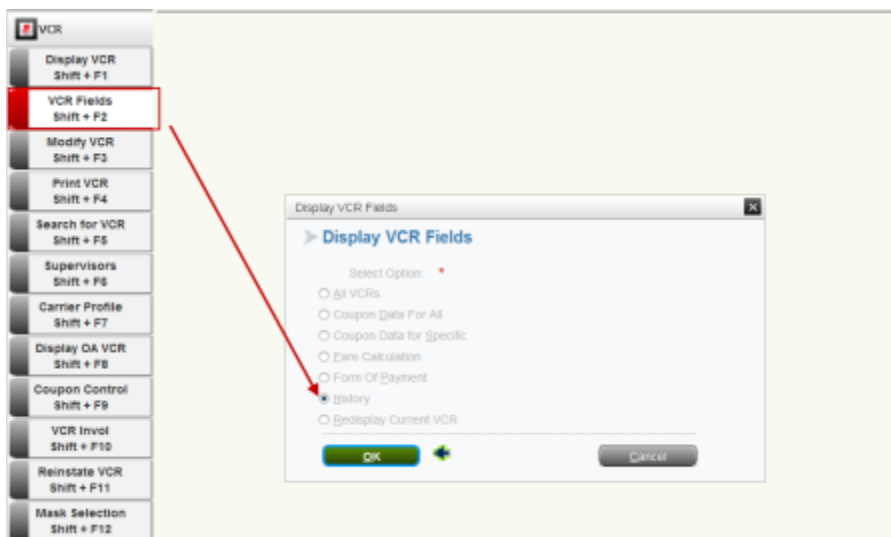 VCR
Display VCR
Shift + F1
VCR Fields
Shift + F2
Modify VCR
Shift + F3
Print VCR
Shift + F4
Search for VCR
Shift + F5
Supervisors
Shift + F6
Carrier Profile
Shift + F7
Display OA VCR
Shift + F8
Coupon Control
Shift + F9
VCR Invol
Shift + F10
Reinstate VCR
Shift + F11
Mask Selection
Shift + F12
Display VCR Fields
Display VCR Fields
Select Option: *
All VCRs
Coupon Data For All
Coupon Data for Specific
Fare Calculation
Form Of Payment
History
Redisplay Current VCR
OK Cancel